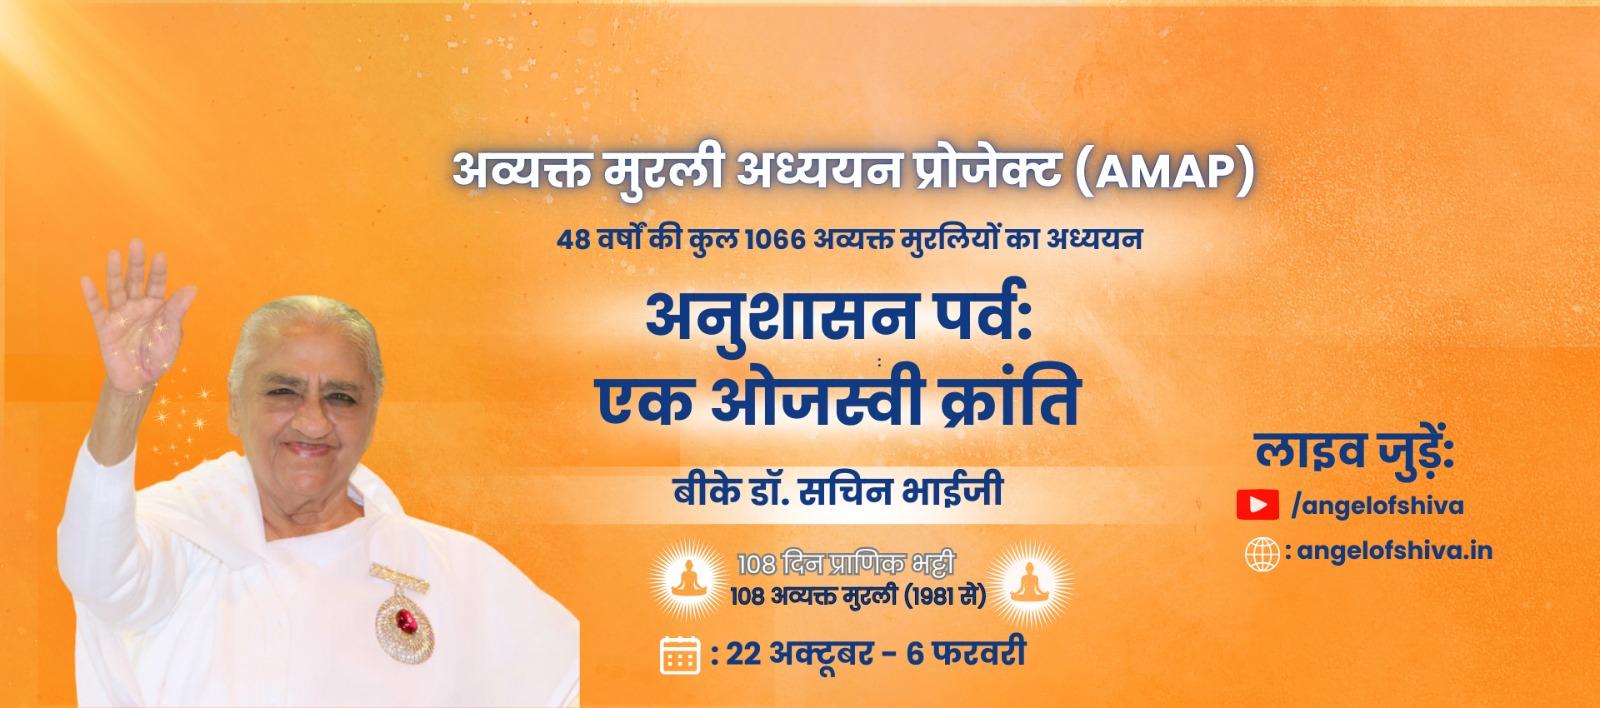 अव्यक्त मुरली अध्ययन प्रोजेक्ट (AMAP)
48 वर्षों की कुल 1066 अव्यक्त मुरलियों का अध्ययन
अनुशासन पर्व:
:
एक ओजस्वी क्रांति
बीके डॉ. सचिन भाईजी
108 दिन प्राणिक भट्टी
108 अव्यक्त मुरली (1981 से)
: 22 अक्टूबर - 6 फरवरी
लाइव जुड़ें:
/angelofshiva
: angelofshiva.in